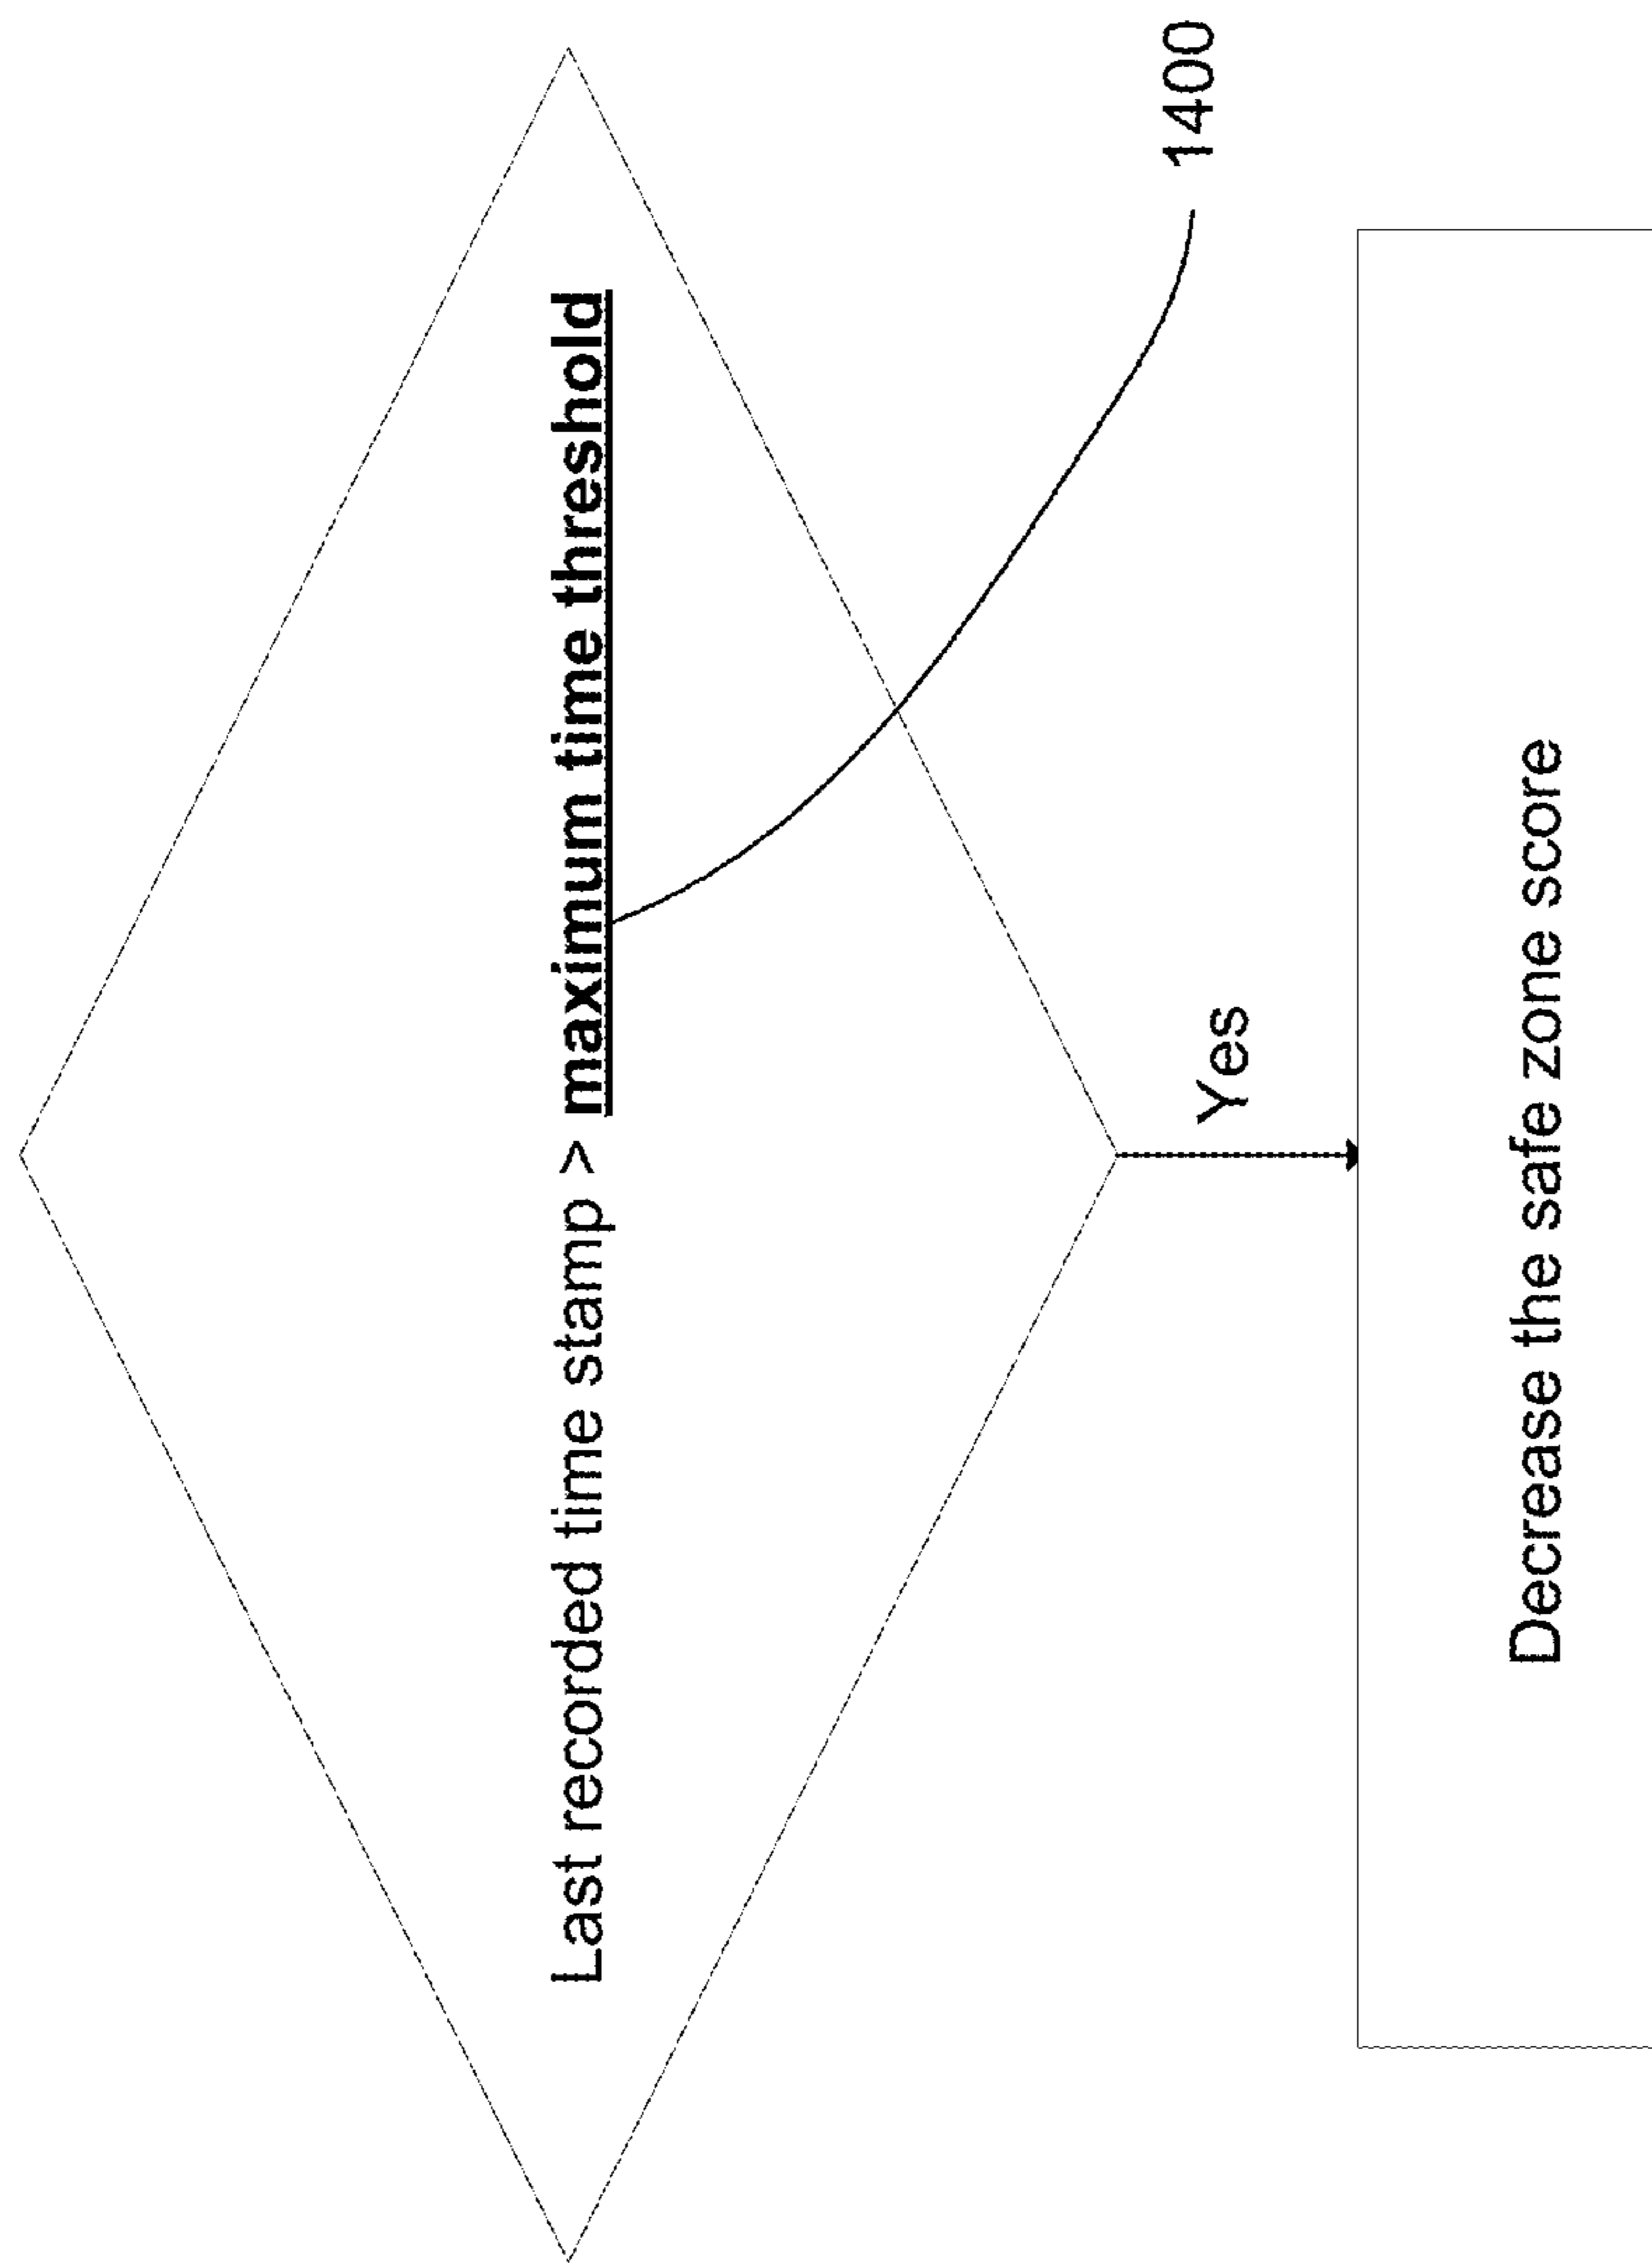 Last recorded time stamp > maximum time threshold
1400
Yes
Decrease the safe zone score